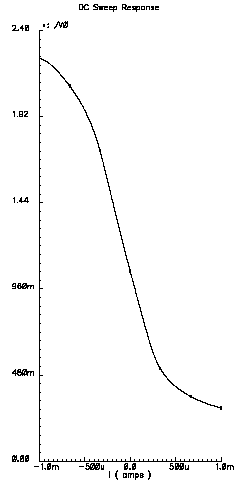 DC Sweep Response
2.40
▪: /V0
1.92
1.44
960m
480m
0.00
-1.0m -500u 0.0 500u 1.0m
I ( amps )